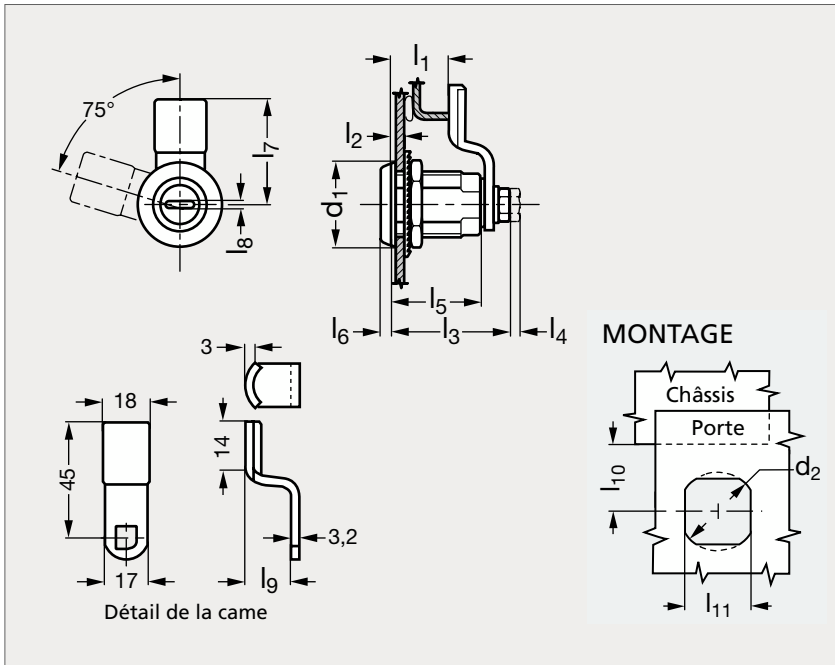 75°
l7
l8
l1
l2
d1
l5
l6
l3
l4
3
18
14
45
17
l9
3,2
Détail de la came
MONTAGE
Châssis
Porte
l10
d2
l11